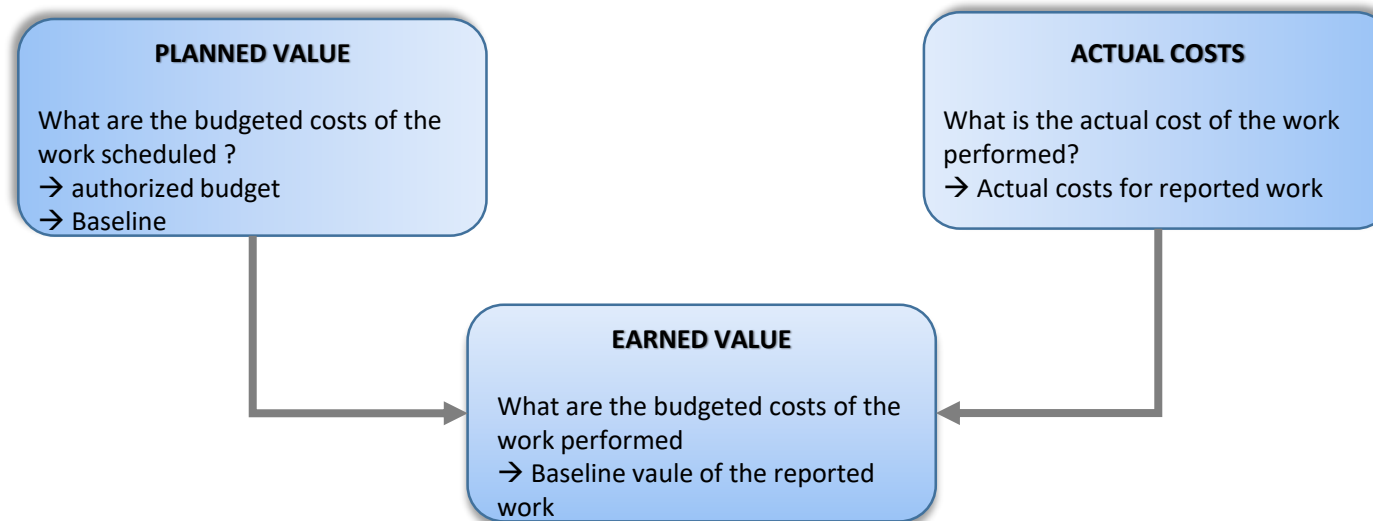 PLANNED VALUE
What are the budgeted costs of the
work scheduled ?
→ authorized budget
→ Baseline
ACTUAL COSTS
What is the actual cost of the work
performed?
→ Actual costs for reported work
EARNED VALUE
What are the budgeted costs of the
work performed
→ Baseline vaule of the reported
work